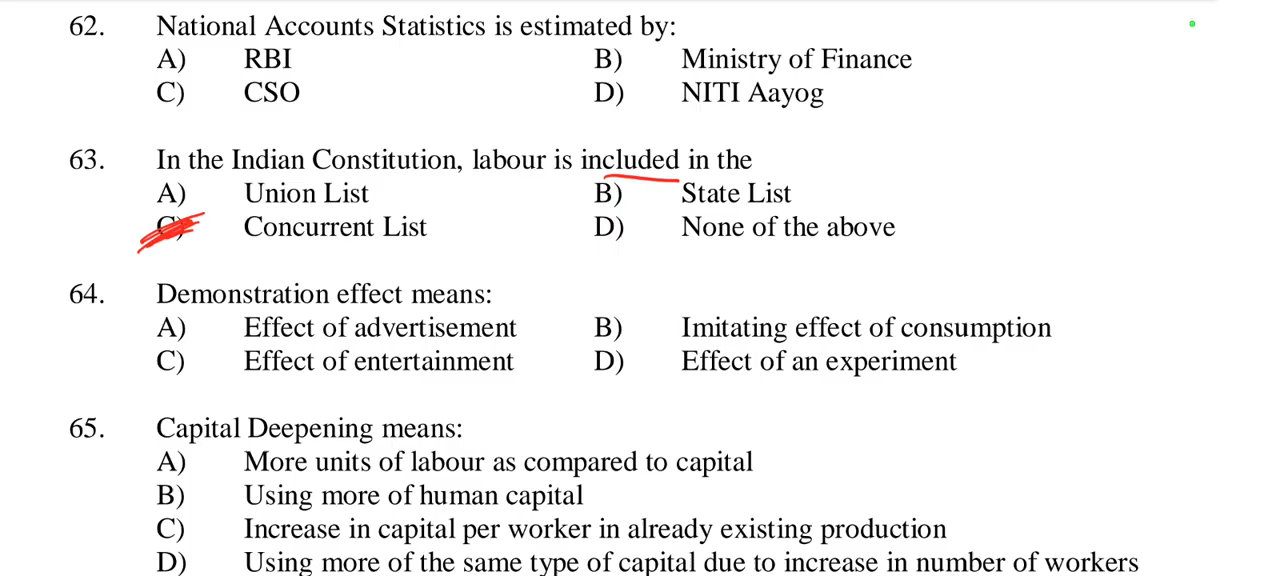 62. National Accounts Statistics is estimated by:
A) RBI B) Ministry of Finance
C) CSO D) NITI Aayog
63. In the Indian Constitution, labour is included in the
A) Union List B) State List
C) Concurrent List D) None of the above
64. Demonstration effect means:
A) Effect of advertisement B) Imitating effect of consumption
C) Effect of entertainment D) Effect of an experiment
65. Capital Deepening means:
A) More units of labour as compared to capital
B) Using more of human capital
C) Increase in capital per worker in already existing production
D) Using more of the same type of capital due to increase in number of workers